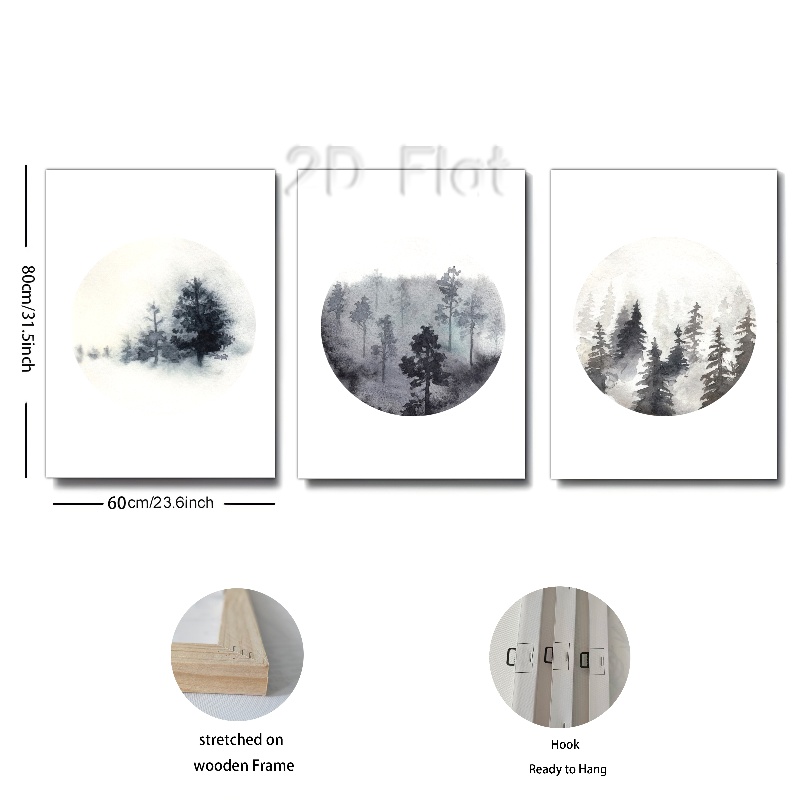 2D Flat
80cm/31.5inch
60cm/23.6inch
stretched on
wooden Frame
Hook
Ready to Hang